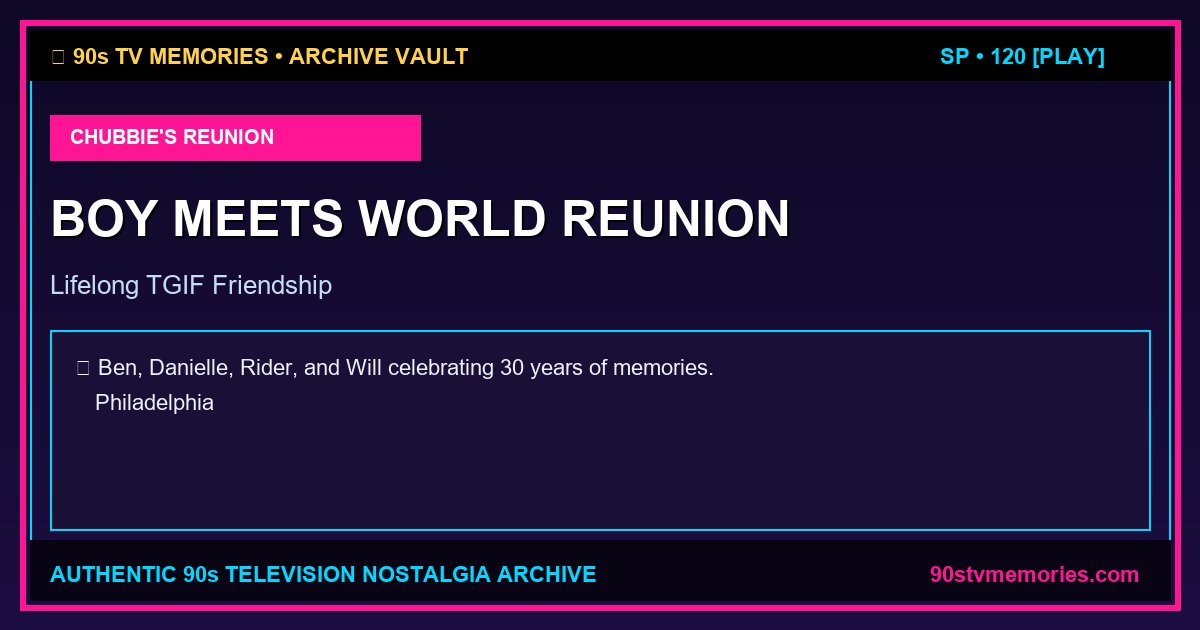 90s TV MEMORIES • ARCHIVE VAULT
SP • 120 [PLAY]
CHUBBIE'S REUNION
BOY MEETS WORLD REUNION
Lifelong TGIF Friendship
Ben, Danielle, Rider, and Will celebrating 30 years of memories.
Philadelphia
AUTHENTIC 90s TELEVISION NOSTALGIA ARCHIVE
90stvmemories.com